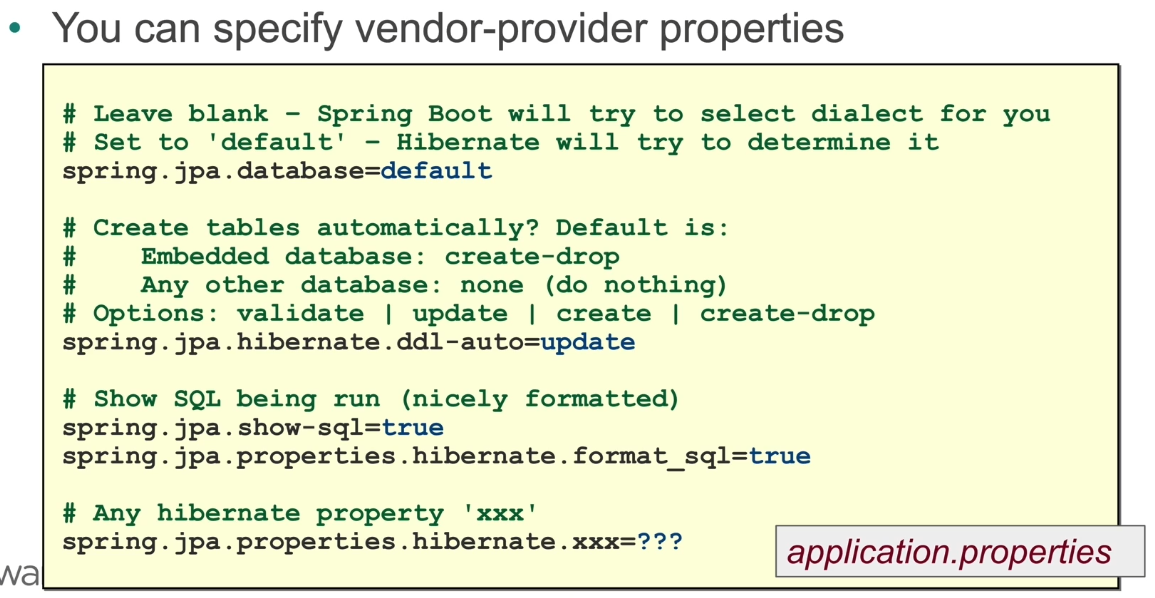 • You can specify vendor-provider properties
# Leave blank – Spring Boot will try to select dialect for you
# Set to 'default' – Hibernate will try to determine it
spring.jpa.database=default
# Create tables automatically? Default is:
#    Embedded database: create-drop
#    Any other database: none (do nothing)
# Options: validate | update | create | create-drop
spring.jpa.hibernate.ddl-auto=update
# Show SQL being run (nicely formatted)
spring.jpa.show-sql=true
spring.jpa.properties.hibernate.format_sql=true
# Any hibernate property 'xxx'
spring.jpa.properties.hibernate.xxx=???
application.properties